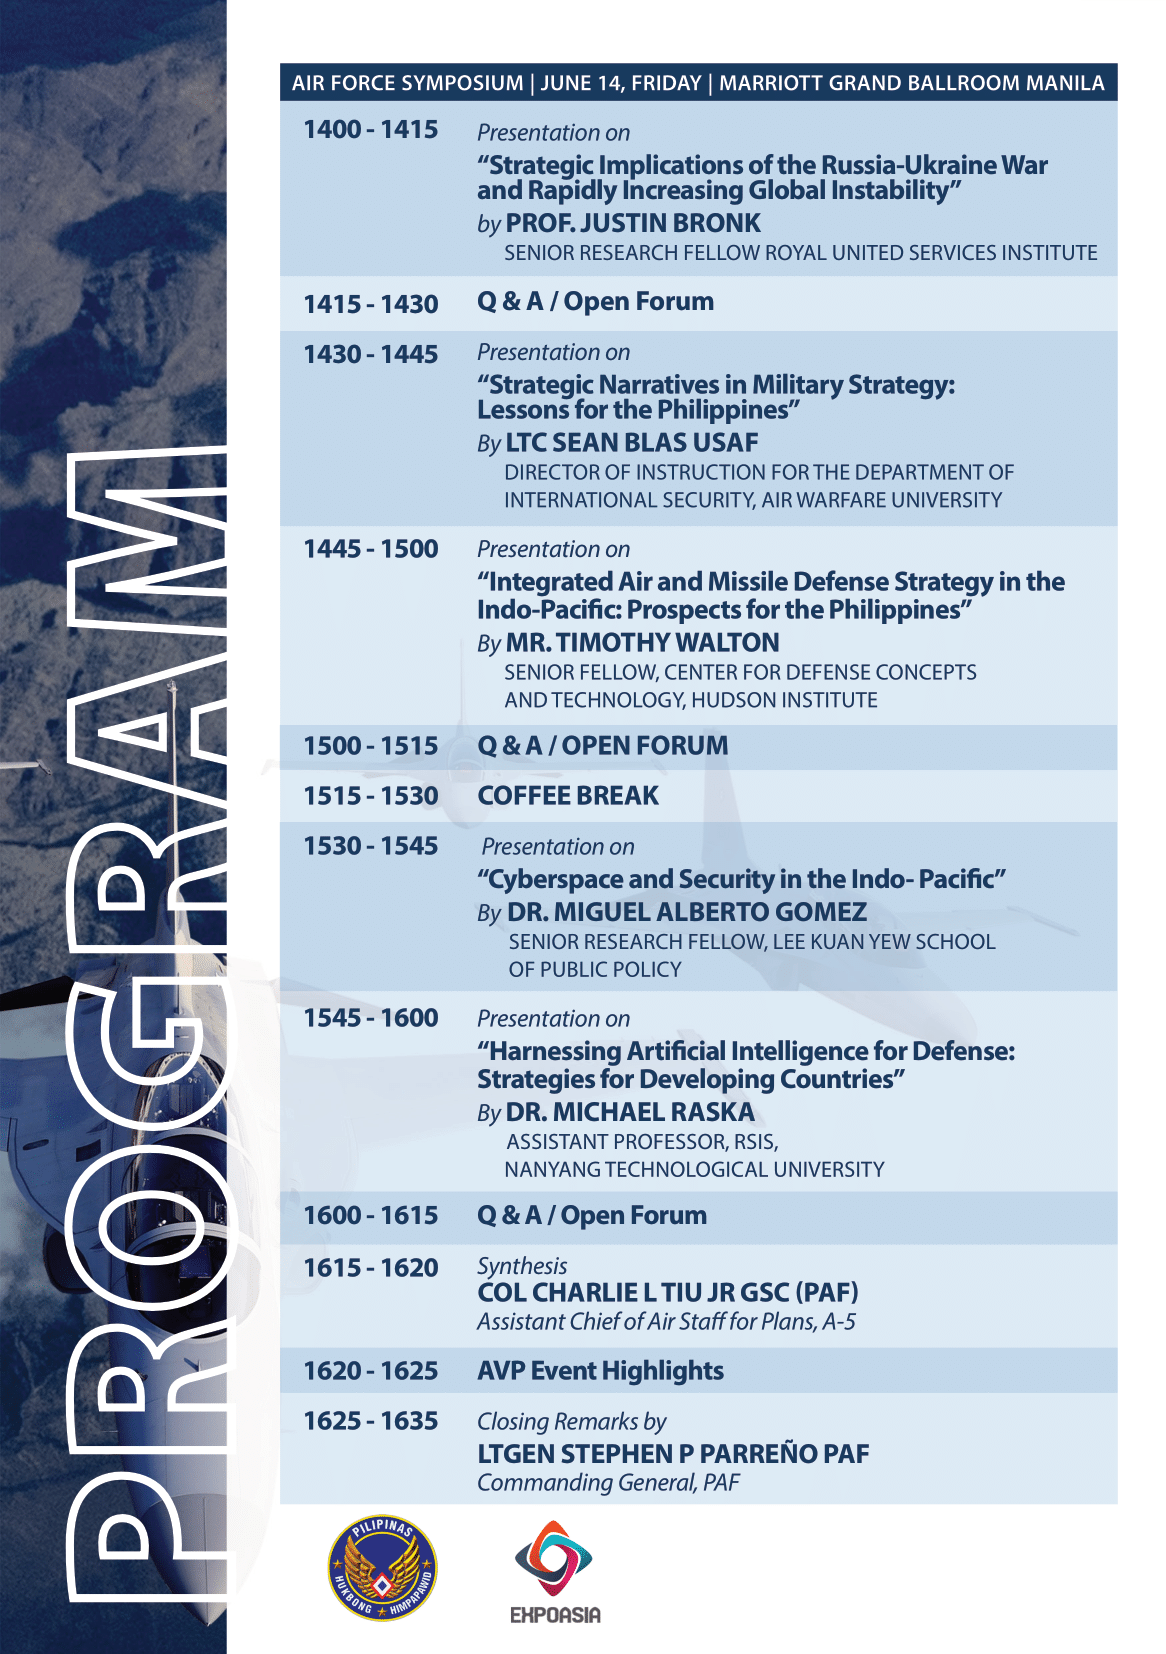 PROGRAM
AIR FORCE SYMPOSIUM | JUNE 14, FRIDAY | MARRIOTT GRAND BALLROOM MANILA
1400 - 1415
Presentation on
“Strategic Implications of the Russia-Ukraine War
and Rapidly Increasing Global Instability”
by PROF. JUSTIN BRONK
SENIOR RESEARCH FELLOW ROYAL UNITED SERVICES INSTITUTE
1415 - 1430
Q & A / Open Forum
1430 - 1445
Presentation on
“Strategic Narratives in Military Strategy:
Lessons for the Philippines”
By LTC SEAN BLAS USAF
DIRECTOR OF INSTRUCTION FOR THE DEPARTMENT OF
INTERNATIONAL SECURITY, AIR WARFARE UNIVERSITY
1445 - 1500
Presentation on
“Integrated Air and Missile Defense Strategy in the
Indo-Pacific: Prospects for the Philippines”
By MR. TIMOTHY WALTON
SENIOR FELLOW, CENTER FOR DEFENSE CONCEPTS
AND TECHNOLOGY, HUDSON INSTITUTE
1500 - 1515
Q & A / OPEN FORUM
1515 - 1530
COFFEE BREAK
1530 - 1545
Presentation on
“Cyberspace and Security in the Indo- Pacific”
By DR. MIGUEL ALBERTO GOMEZ
SENIOR RESEARCH FELLOW, LEE KUAN YEW SCHOOL
OF PUBLIC POLICY
1545 - 1600
Presentation on
“Harnessing Artificial Intelligence for Defense:
Strategies for Developing Countries”
By DR. MICHAEL RASKA
ASSISTANT PROFESSOR, RSIS,
NANYANG TECHNOLOGICAL UNIVERSITY
1600 - 1615
Q & A / Open Forum
1615 - 1620
Synthesis
COL CHARLIE L TIU JR GSC (PAF)
Assistant Chief of Air Staff for Plans, A-5
1620 - 1625
AVP Event Highlights
1625 - 1635
Closing Remarks by
LTGEN STEPHEN P PARREÑO PAF
Commanding General, PAF
PILIPINAS
HUKBONG HIMPAPAWID
EXPOASIA